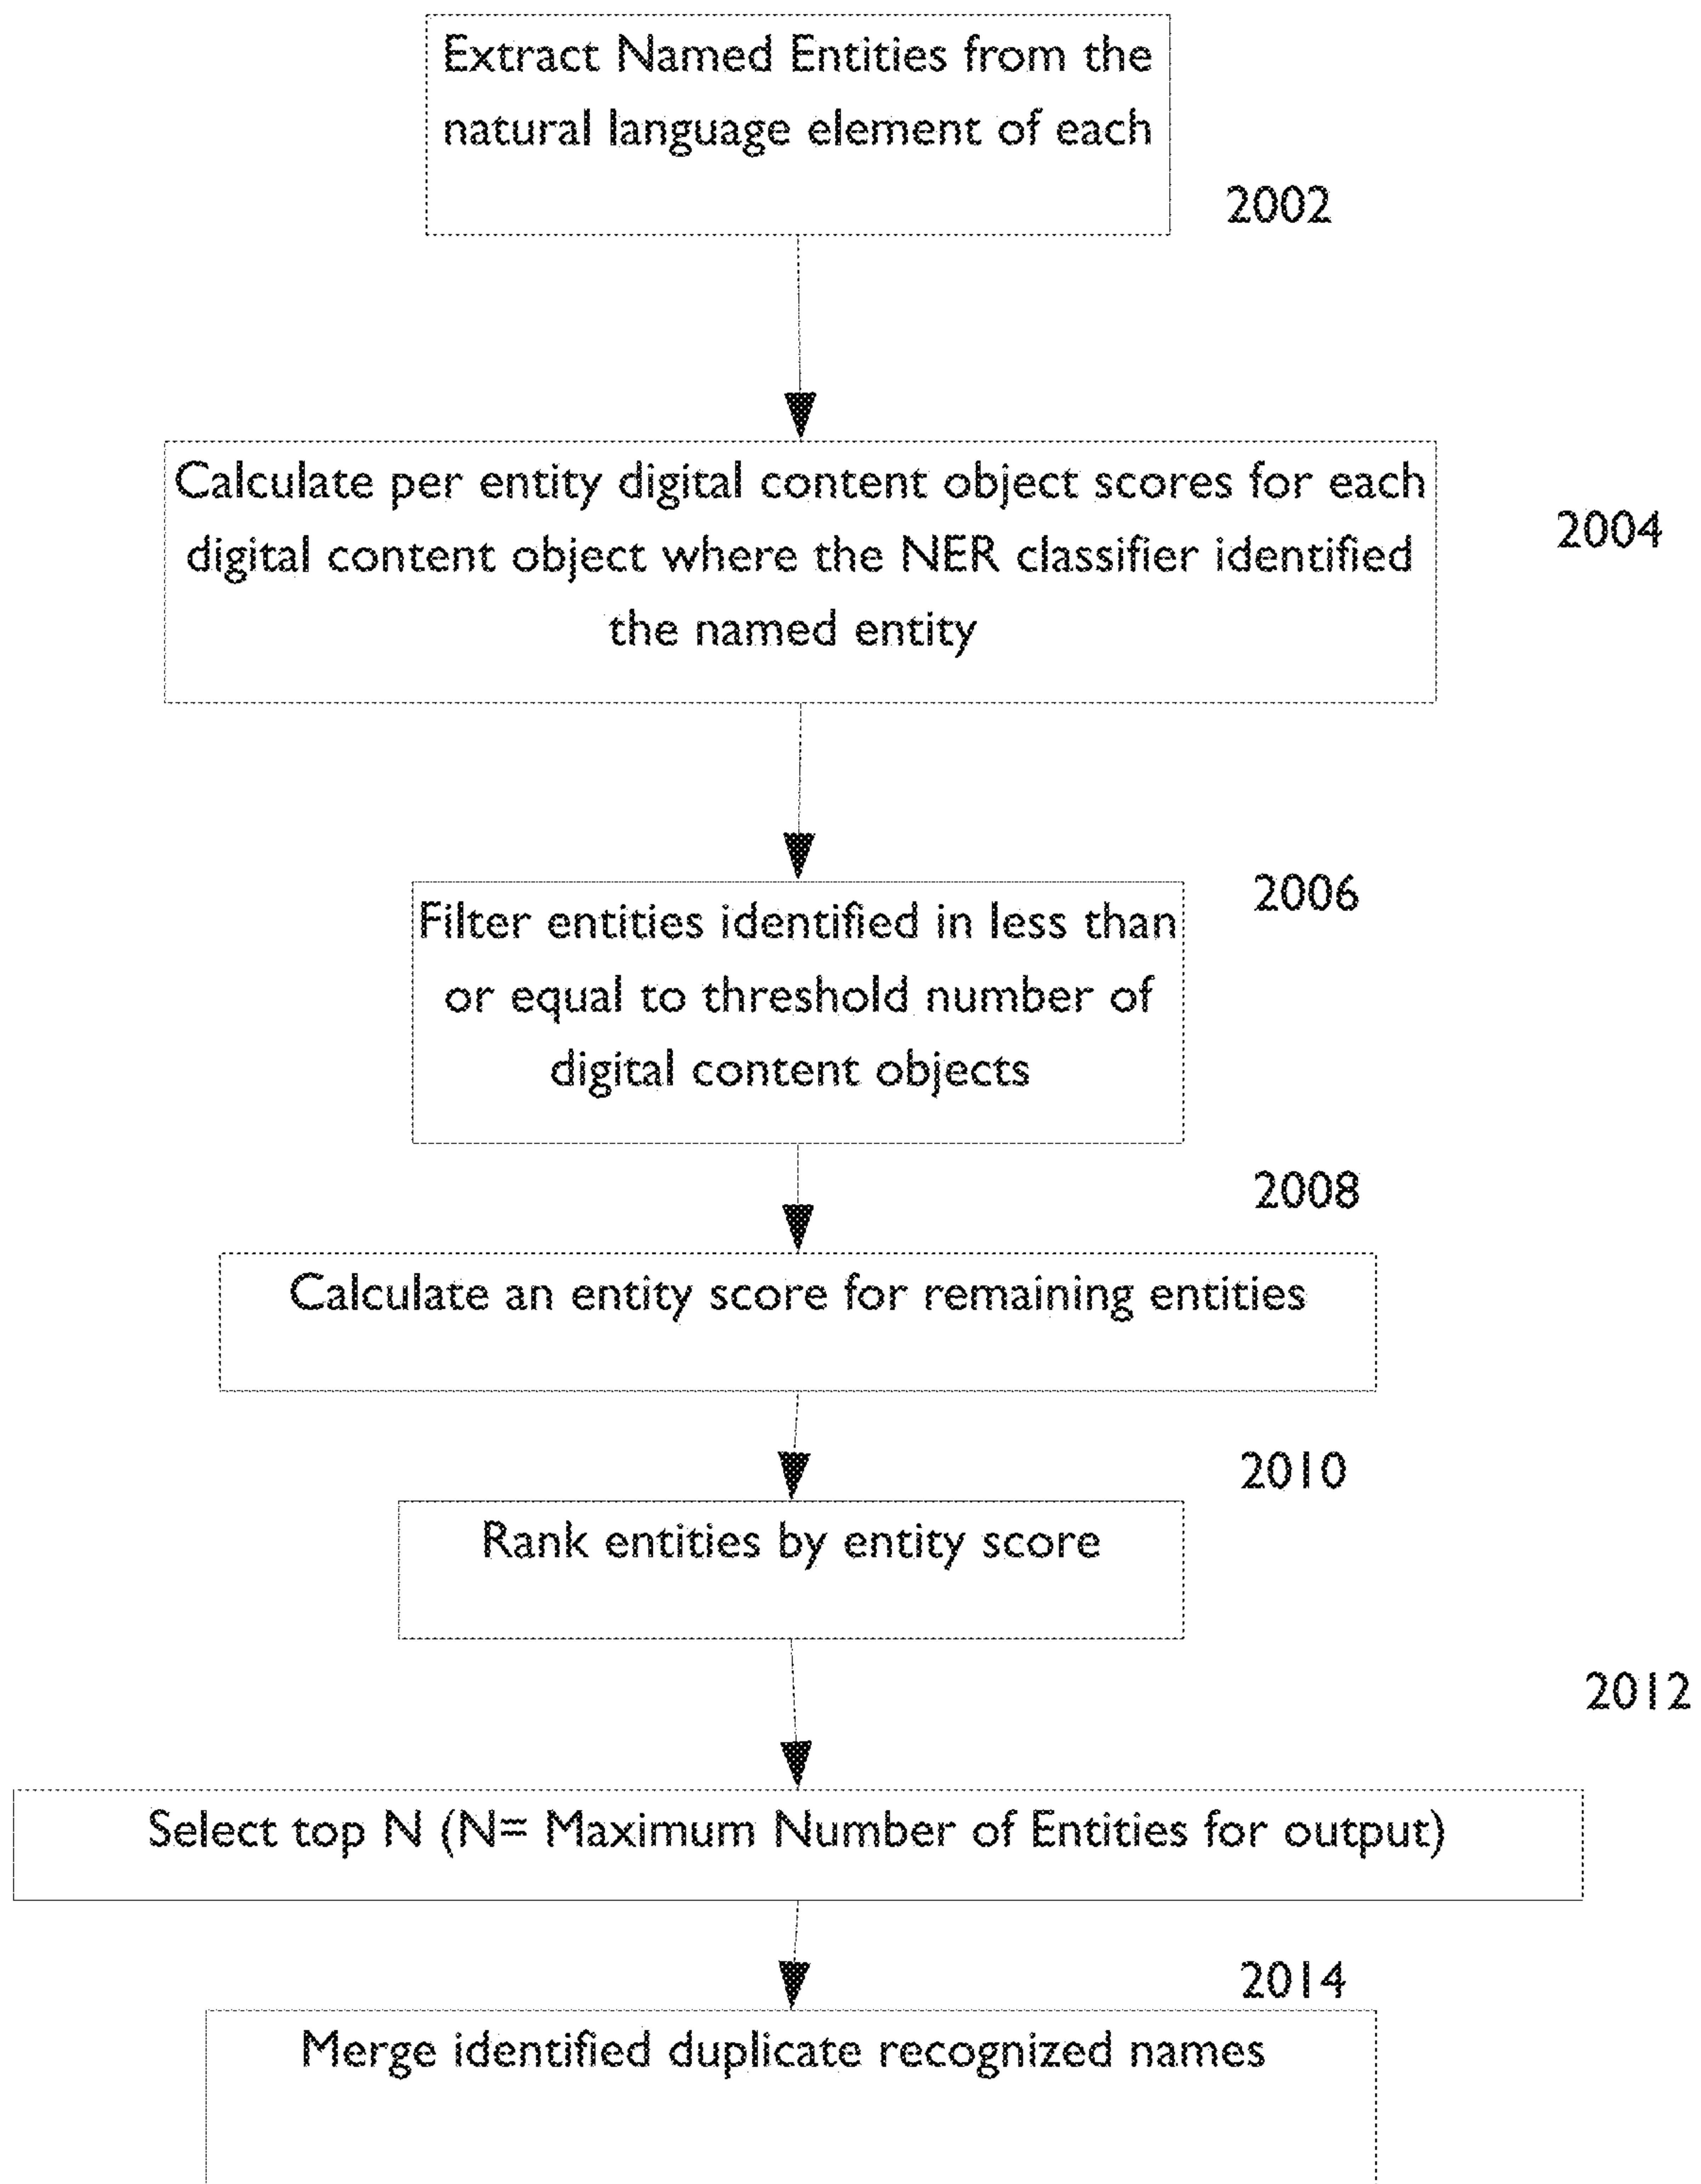 Extract Named Entities from the
natural language element of each
2002
Calculate per entity digital content object scores for each
digital content object where the NER classifier identified
the named entity
2004
Filter entities identified in less than
or equal to threshold number of
digital content objects
2006
2008
Calculate an entity score for remaining entities
2010
Rank entities by entity score
2012
Select top N (N= Maximum Number of Entities for output)
2014
Merge identified duplicate recognized names